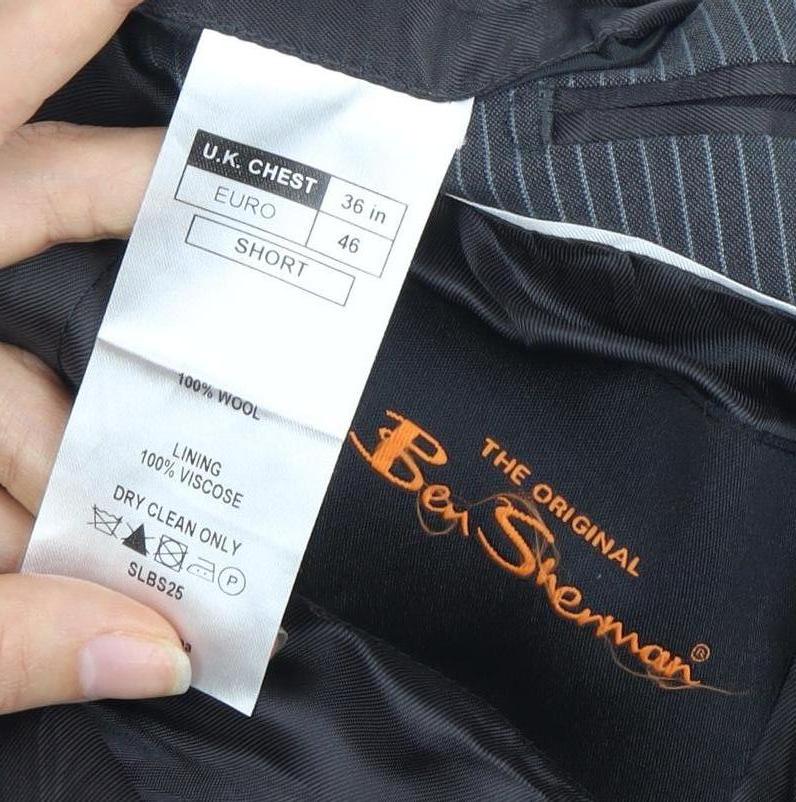 U.K. CHEST 36 in
EURO 46
SHORT
100% WOOL
LINING
100% VISCOSE
DRY CLEAN ONLY
P
SLBS25
THE ORIGINAL
Ben Sherman®